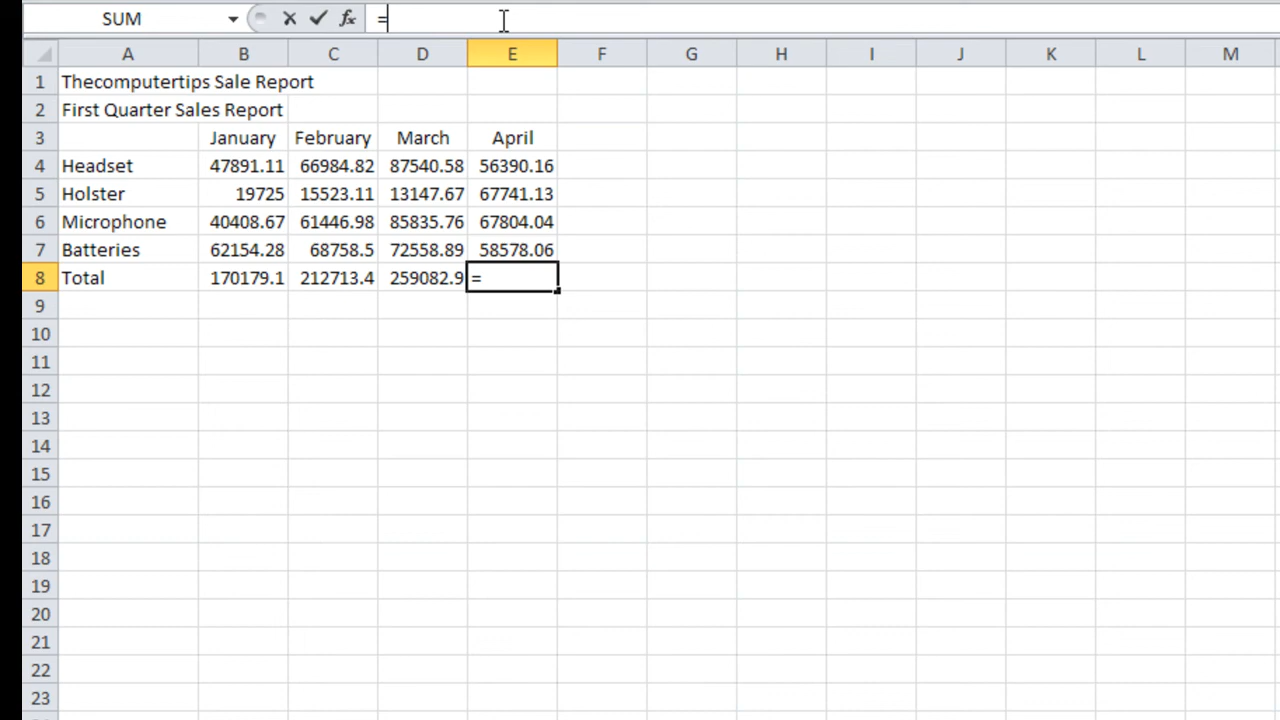 SUM fx =
A B C D E F G H I J K L M
1 Thecomputertips Sale Report
2 First Quarter Sales Report
3 January February March April
4 Headset 47891.11 66984.82 87540.58 56390.16
5 Holster 19725 15523.11 13147.67 67741.13
6 Microphone 40408.67 61446.98 85835.76 67804.04
7 Batteries 62154.28 68758.5 72558.89 58578.06
8 Total 170179.1 212713.4 259082.9 =
9
10
11
12
13
14
15
16
17
18
19
20
21
22
23